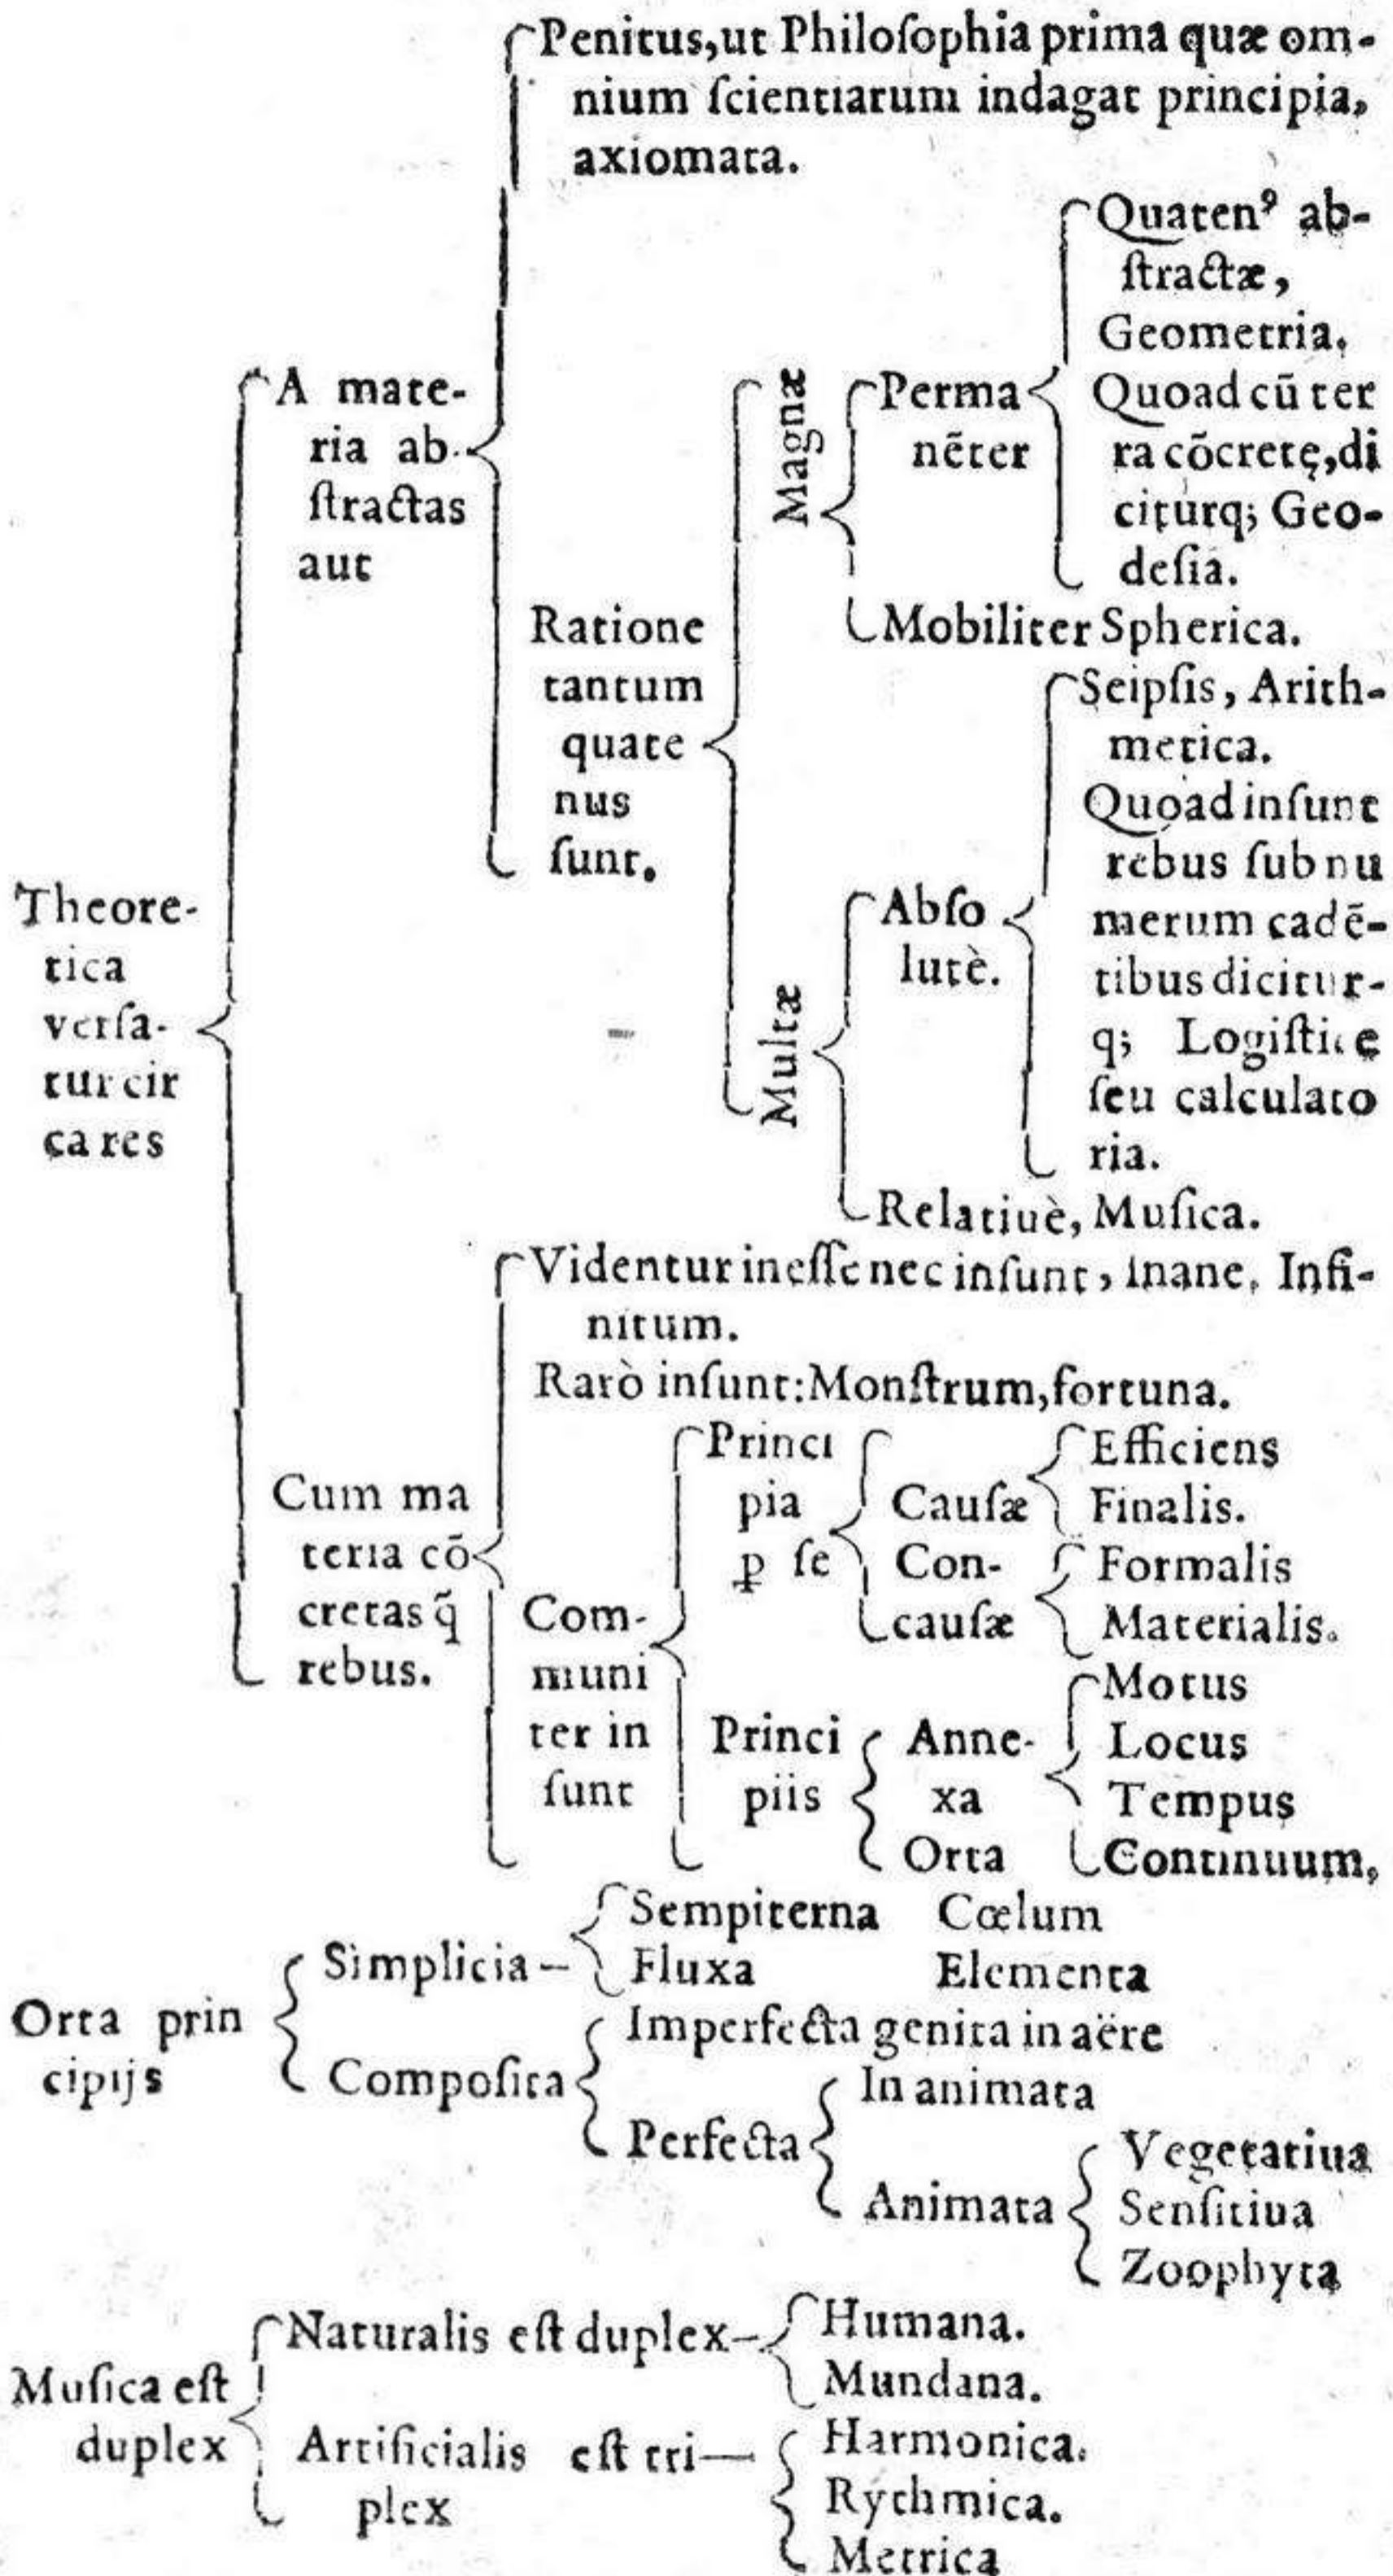 Penitus, ut Philoſophia prima quæ om-
nium ſcientiarum indagat principia,
axiomata.
Quatenꝰ ab-
ſtractæ,
Geometria.
A mate-
ria ab-
ſtractas
aut
Magnæ
Perma
nẽter
Quoad cũ ter
ra cõcretę, di
citurq; Geo-
deſia.
Ratione
tantum
quate
nus
ſunt.
Mobiliter Spherica.
Seipſis, Arith-
metica.
Quoad inſunt
rebus ſub nu
merum cadẽ-
tibus dicitur-
q; Logiſtice
ſeu calculato
ria.
Theore-
tica
verſa-
tur cir
ca res
Multæ
Abſo
lutè.
Relatiuè, Muſica.
Videntur ineſſe nec inſunt, inane, Infi-
nitum.
Rarò inſunt: Monſtrum, fortuna.
Cum ma
teria cõ
cretas q̃
rebus.
Com-
muni
ter in
ſunt
Princi
pia
ꝑ ſe
Cauſæ
Efficiens
Finalis.
Con-
cauſæ
Formalis
Materialis.
Princi
piis
Anne-
xa
Orta
Motus
Locus
Tempus
Continuum,
Orta prin
cipijs
Simplicia
Sempiterna Cœlum
Fluxa Elementa
Compoſita
Imperfecta genita in aëre
Perfecta
In animata
Animata
Vegetatiua
Senſitiua
Zoophyta
Muſica eſt
duplex
Naturalis eſt duplex
Humana.
Mundana.
Artificialis eſt tri—
plex
Harmonica.
Rythmica.
Metrica